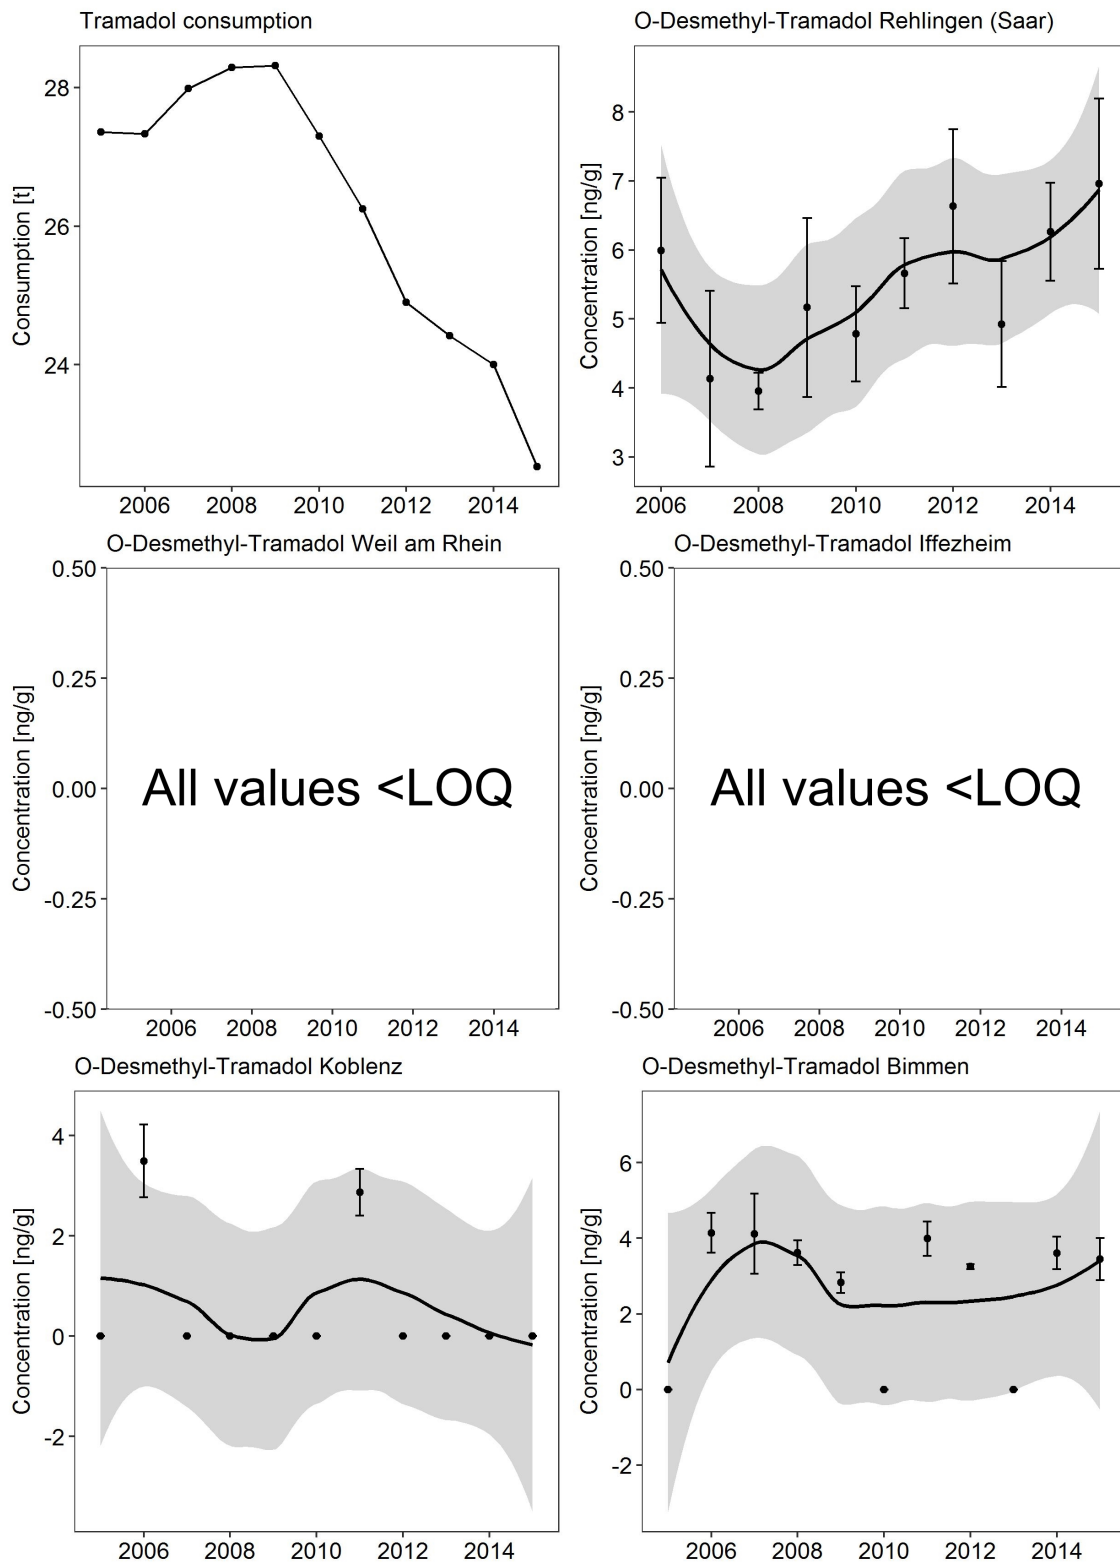 Tramadol consumption
Consumption [t]
28
26
24
2006 2008 2010 2012 2014
O-Desmethyl-Tramadol Rehlingen (Saar)
Concentration [ng/g]
8
7
6
5
4
3
2006 2008 2010 2012 2014
O-Desmethyl-Tramadol Weil am Rhein
Concentration [ng/g]
0.50
0.25
0.00
-0.25
-0.50
All values <LOQ
2006 2008 2010 2012 2014
O-Desmethyl-Tramadol Iffezheim
Concentration [ng/g]
0.50
0.25
0.00
-0.25
-0.50
All values <LOQ
2006 2008 2010 2012 2014
O-Desmethyl-Tramadol Koblenz
Concentration [ng/g]
4
2
0
-2
2006 2008 2010 2012 2014
O-Desmethyl-Tramadol Bimmen
Concentration [ng/g]
6
4
2
0
-2
2006 2008 2010 2012 2014